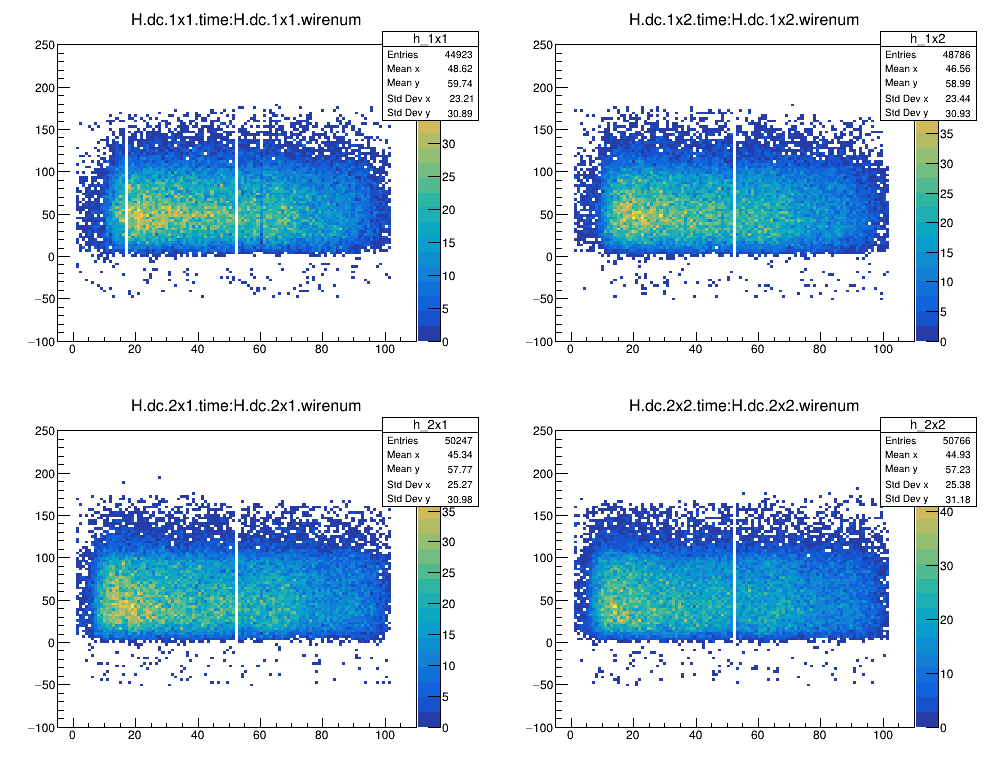 H.dc.1x1.time:H.dc.1x1.wirenum
h_1x1
Entries 44923
Mean x 48.62
Mean y 59.74
Std Dev x 23.21
Std Dev y 30.89
250
200
150
100
50
0
−50
−100
0 20 40 60 80 100
30
25
20
15
10
5
0
H.dc.1x2.time:H.dc.1x2.wirenum
h_1x2
Entries 48786
Mean x 46.56
Mean y 58.99
Std Dev x 23.44
Std Dev y 30.93
250
200
150
100
50
0
−50
−100
0 20 40 60 80 100
35
30
25
20
15
10
5
0
H.dc.2x1.time:H.dc.2x1.wirenum
h_2x1
Entries 50247
Mean x 45.34
Mean y 57.77
Std Dev x 25.27
Std Dev y 30.98
250
200
150
100
50
0
−50
−100
0 20 40 60 80 100
35
30
25
20
15
10
5
0
H.dc.2x2.time:H.dc.2x2.wirenum
h_2x2
Entries 50766
Mean x 44.93
Mean y 57.23
Std Dev x 25.38
Std Dev y 31.18
250
200
150
100
50
0
−50
−100
0 20 40 60 80 100
40
30
20
10
0